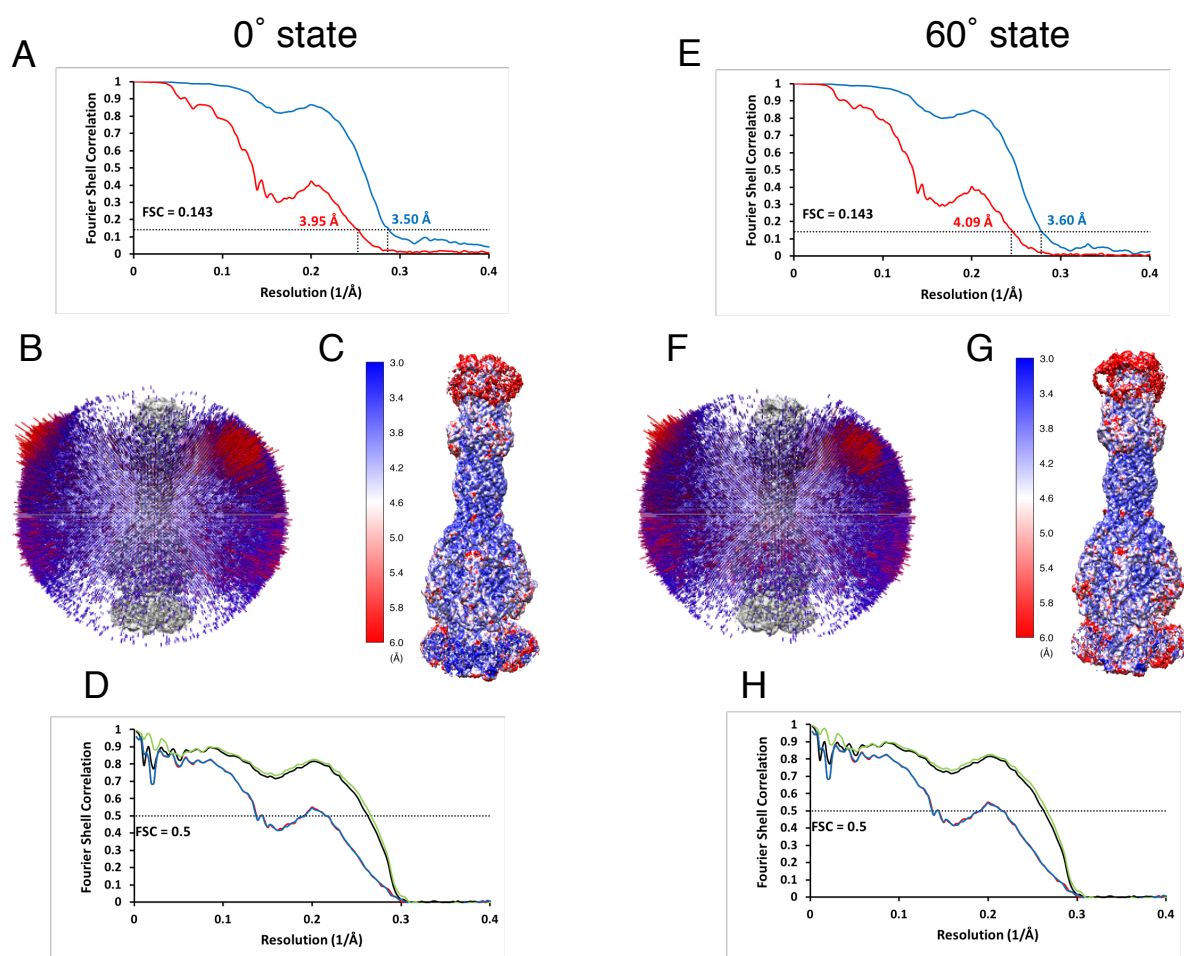 0° state
60° state
A
1
0.9
0.8
0.7
0.6
0.5
0.4
0.3
0.2
0.1
0
Fourier Shell Correlation
FSC = 0.143
3.95 Å
3.50 Å
0
0.1
0.2
0.3
0.4
Resolution (1/Å)
E
1
0.9
0.8
0.7
0.6
0.5
0.4
0.3
0.2
0.1
0
Fourier Shell Correlation
FSC = 0.143
4.09 Å
3.60 Å
0
0.1
0.2
0.3
0.4
Resolution (1/Å)
B
C
3.0
3.4
3.8
4.2
4.6
5.0
5.4
5.8
6.0
(Å)
F
G
3.0
3.4
3.8
4.2
4.6
5.0
5.4
5.8
6.0
(Å)
D
1
0.9
0.8
0.7
0.6
0.5
0.4
0.3
0.2
0.1
0
Fourier Shell Correlation
FSC = 0.5
0
0.1
0.2
0.3
0.4
Resolution (1/Å)
H
1
0.9
0.8
0.7
0.6
0.5
0.4
0.3
0.2
0.1
0
Fourier Shell Correlation
FSC = 0.5
0
0.1
0.2
0.3
0.4
Resolution (1/Å)